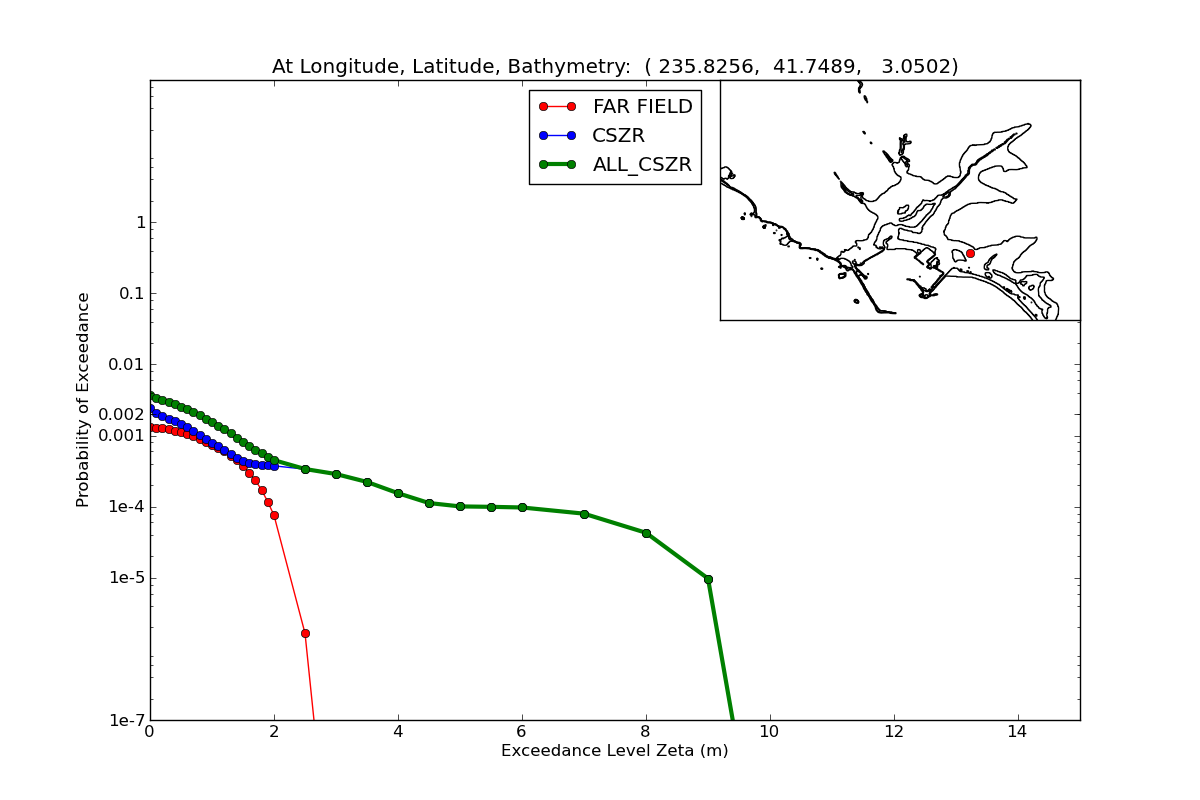 At Longitude, Latitude, Bathymetry: ( 235.8256, 41.7489, 3.0502)
FAR FIELD
CSZR
ALL_CSZR
Probability of Exceedance
1
0.1
0.01
0.002
0.001
1e-4
1e-5
1e-7
0 2 4 6 8 10 12 14
Exceedance Level Zeta (m)